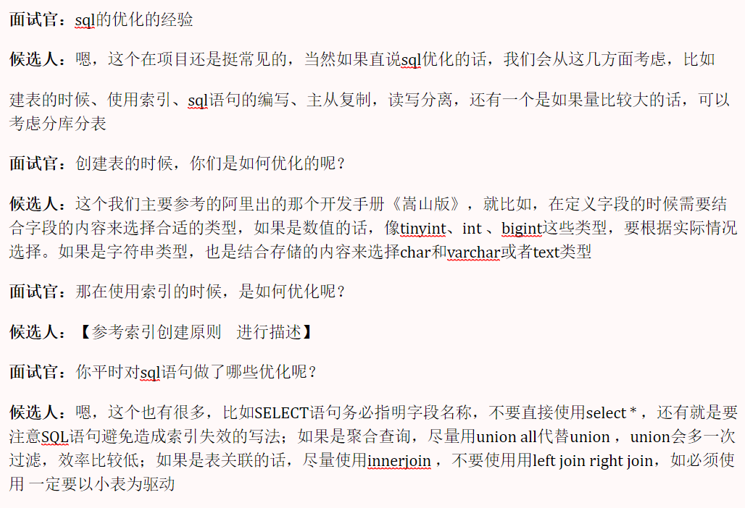 面试官：sql的优化的经验
候选人：嗯，这个在项目还是挺常见的，当然如果直说sql优化的话，我们会从这几方面考虑，比如
建表的时候、使用索引、sql语句的编写、主从复制，读写分离，还有一个是如果量比较大的话，可以
考虑分库分表
面试官：创建表的时候，你们是如何优化的呢？
候选人：这个我们主要参考的阿里出的那个开发手册《嵩山版》，就比如，在定义字段的时候需要结
合字段的内容来选择合适的类型，如果是数值的话，像tinyint、int 、bigint这些类型，要根据实际情况
选择。如果是字符串类型，也是结合存储的内容来选择char和varchar或者text类型
面试官：那在使用索引的时候，是如何优化呢？
候选人：【参考索引创建原则 进行描述】
面试官：你平时对sql语句做了哪些优化呢？
候选人：嗯，这个也有很多，比如SELECT语句务必指明字段名称，不要直接使用select * ，还有就是要
注意SQL语句避免造成索引失效的写法；如果是聚合查询，尽量用union all代替union ，union会多一次
过滤，效率比较低；如果是表关联的话，尽量使用innerjoin ，不要使用用left join right join，如必须使
用 一定要以小表为驱动